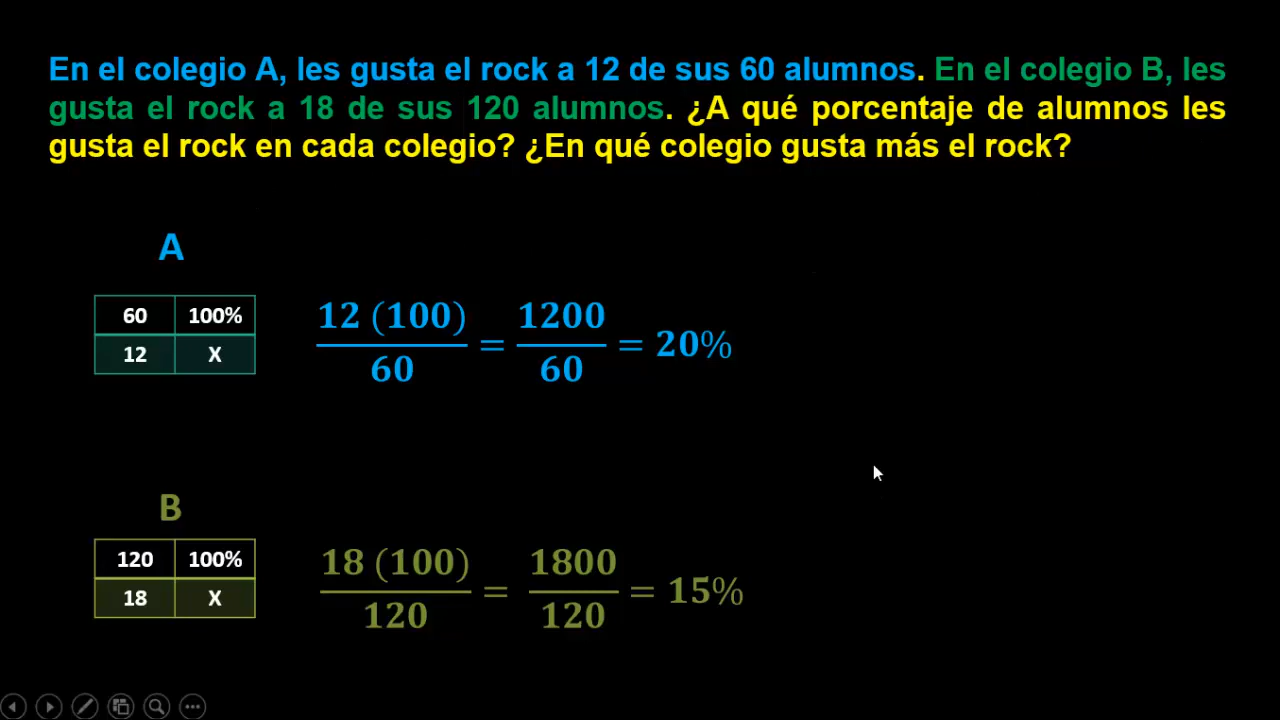 En el colegio A, les gusta el rock a 12 de sus 60 alumnos. En el colegio B, les
gusta el rock a 18 de sus 120 alumnos. ¿A qué porcentaje de alumnos les
gusta el rock en cada colegio? ¿En qué colegio gusta más el rock?
A
60 100%
12 X
12 (100)/60 = 1200/60 = 20%
B
120 100%
18 X
18 (100)/120 = 1800/120 = 15%